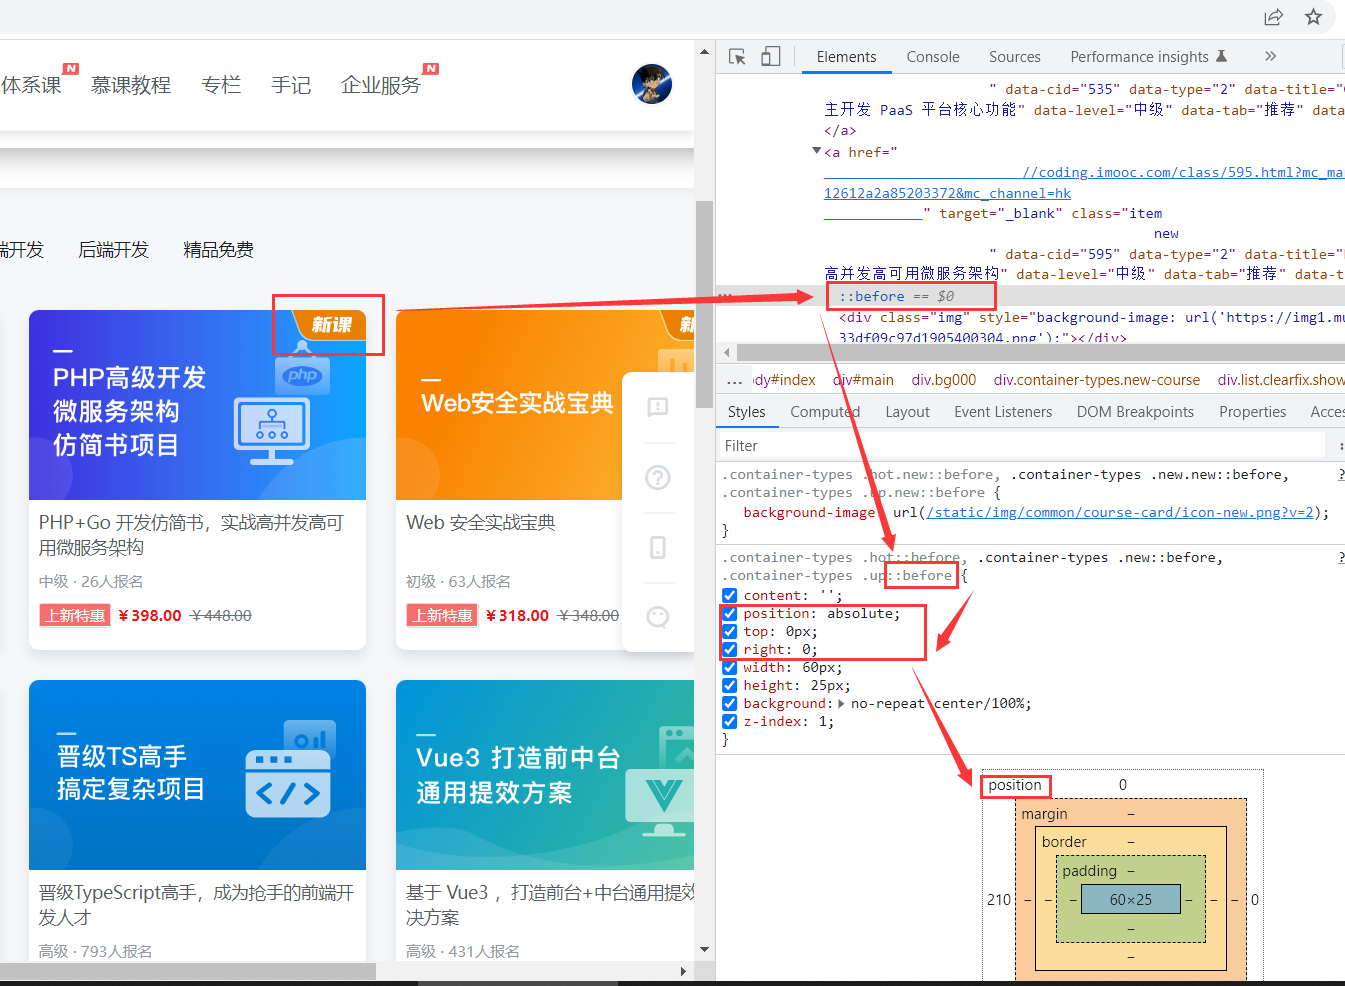 体系课 N 慕课教程 专栏 手记 企业服务 N
端开发 后端开发 精品免费
新课
php
PHP高级开发
微服务架构
仿简书项目
PHP+Go 开发仿简书，实战高并发高可
用微服务架构
中级 · 26人报名
上新特惠 ￥398.00 ￥448.00
新
Web安全实战宝典
Web 安全实战宝典
初级 · 63人报名
上新特惠 ￥318.00 ￥348.00
晋级TS高手
搞定复杂项目
晋级TypeScript高手，成为抢手的前端开
发人才
高级 · 793人报名
Vue3 打造前中台
通用提效方案
基于 Vue3 ，打造前台+中台通用提效
决方案
高级 · 431人报名
Elements Console Sources Performance insights
" data-cid="535" data-type="2" data-title="
主开发 PaaS 平台核心功能" data-level="中级" data-tab="推荐" data
</a>
<a href="
//coding.imooc.com/class/595.html?mc_ma
12612a2a85203372&mc_channel=hk
" target="_blank" class="item
new
" data-cid="595" data-type="2" data-title="
高并发高可用微服务架构" data-level="中级" data-tab="推荐" data-t
::before == $0
<div class="img" style="background-image: url('https://img1.mu
33df09c97d1905400304.png');"></div>
... dy#index div#main div.bg000 div.container-types.new-course div.list.clearfix.show
Styles Computed Layout Event Listeners DOM Breakpoints Properties Acces
Filter :
.container-types .hot.new::before, .container-types .new.new::before, ?
.container-types .up.new::before {
background-image: url(/static/img/common/course-card/icon-new.png?v=2);
}
.container-types .hot::before, .container-types .new::before, ?
.container-types .up::before {
content: '';
position: absolute;
top: 0px;
right: 0;
width: 60px;
height: 25px;
background: no-repeat center/100%;
z-index: 1;
}
position 0
margin –
border –
padding –
210 – – – 60×25 – – – 0
–
–